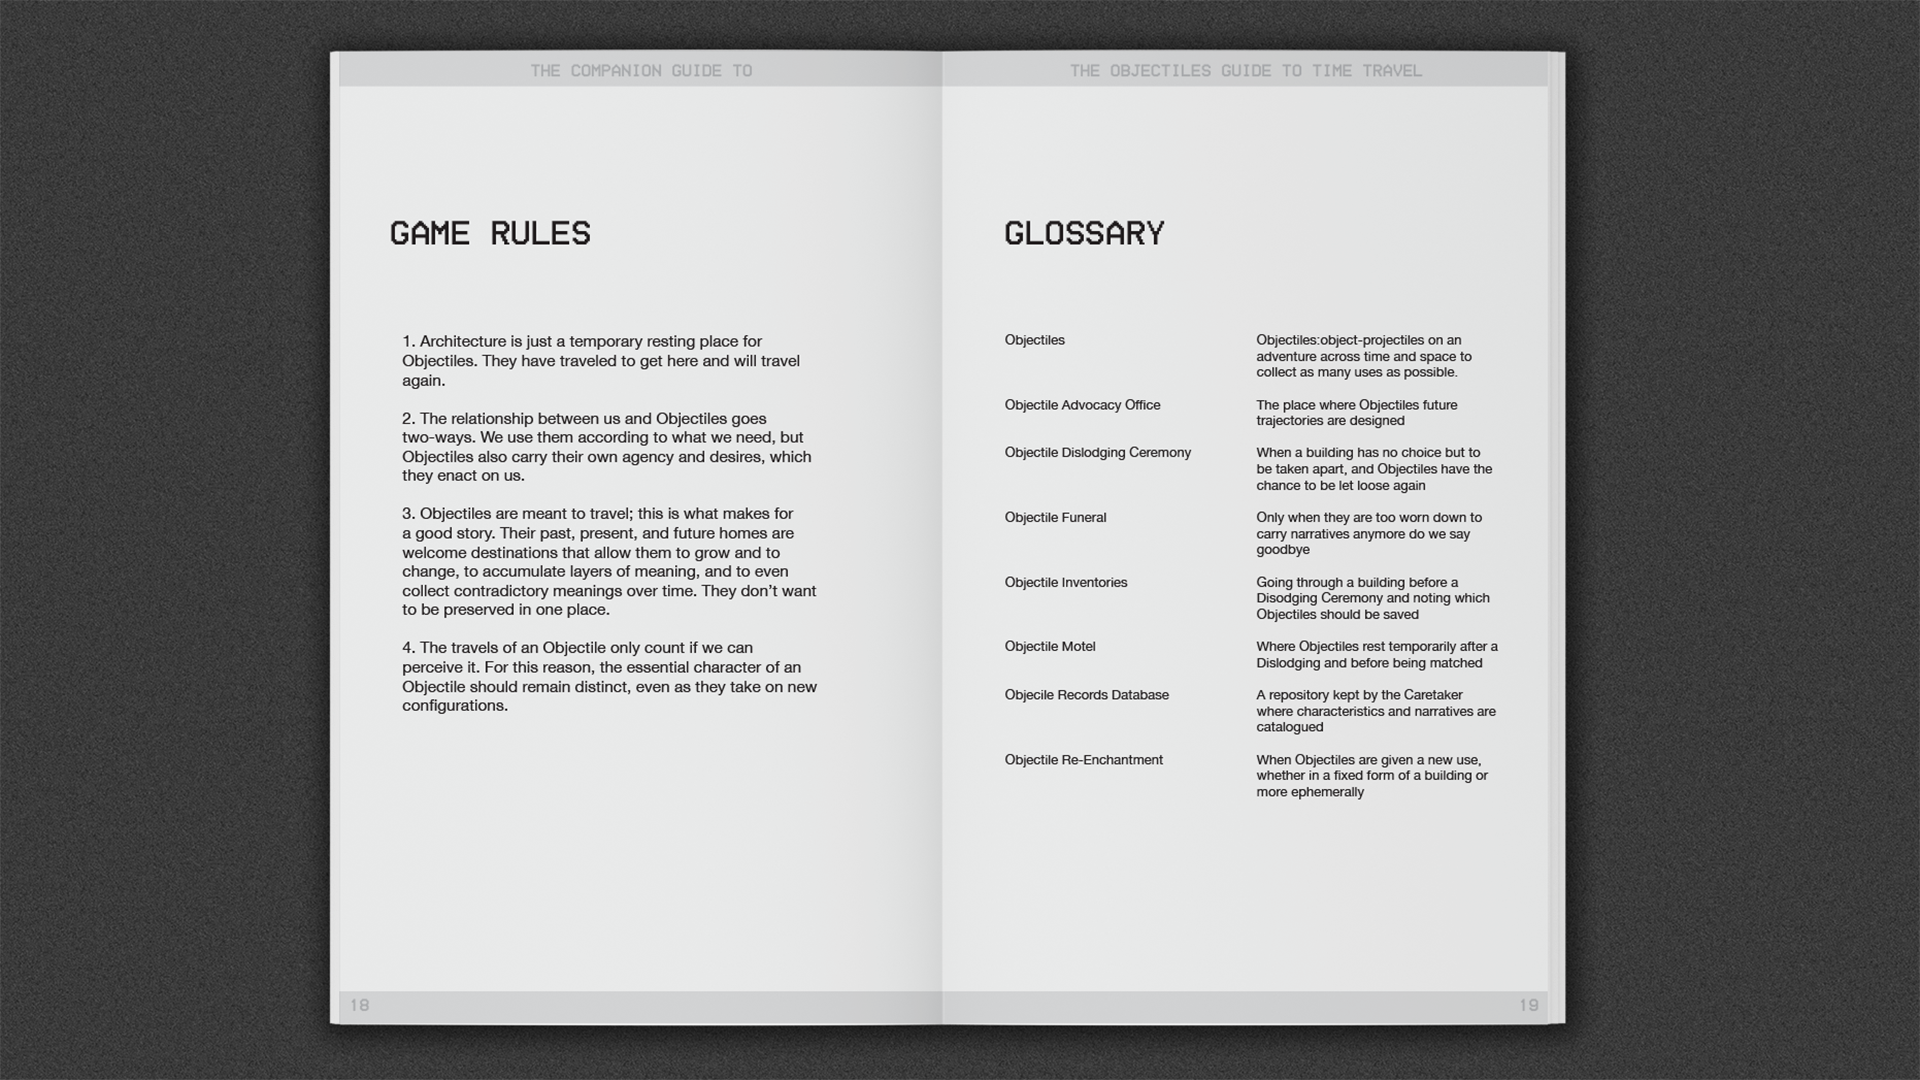 THE COMPANION GUIDE TO
GAME RULES
1. Architecture is just a temporary resting place for
Objectiles. They have traveled to get here and will travel
again.
2. The relationship between us and Objectiles goes
two-ways. We use them according to what we need, but
Objectiles also carry their own agency and desires, which
they enact on us.
3. Objectiles are meant to travel; this is what makes for
a good story. Their past, present, and future homes are
welcome destinations that allow them to grow and to
change, to accumulate layers of meaning, and to even
collect contradictory meanings over time. They don't want
to be preserved in one place.
4. The travels of an Objectile only count if we can
perceive it. For this reason, the essential character of an
Objectile should remain distinct, even as they take on new
configurations.
18
THE OBJECTILES GUIDE TO TIME TRAVEL
GLOSSARY
Objectiles
Objectiles:object-projectiles on an
adventure across time and space to
collect as many uses as possible.
Objectile Advocacy Office
The place where Objectiles future
trajectories are designed
Objectile Dislodging Ceremony
When a building has no choice but to
be taken apart, and Objectiles have the
chance to be let loose again
Objectile Funeral
Only when they are too worn down to
carry narratives anymore do we say
goodbye
Objectile Inventories
Going through a building before a
Disodging Ceremony and noting which
Objectiles should be saved
Objectile Motel
Where Objectiles rest temporarily after a
Dislodging and before being matched
Objecile Records Database
A repository kept by the Caretaker
where characteristics and narratives are
catalogued
Objectile Re-Enchantment
When Objectiles are given a new use,
whether in a fixed form of a building or
more ephemerally
19